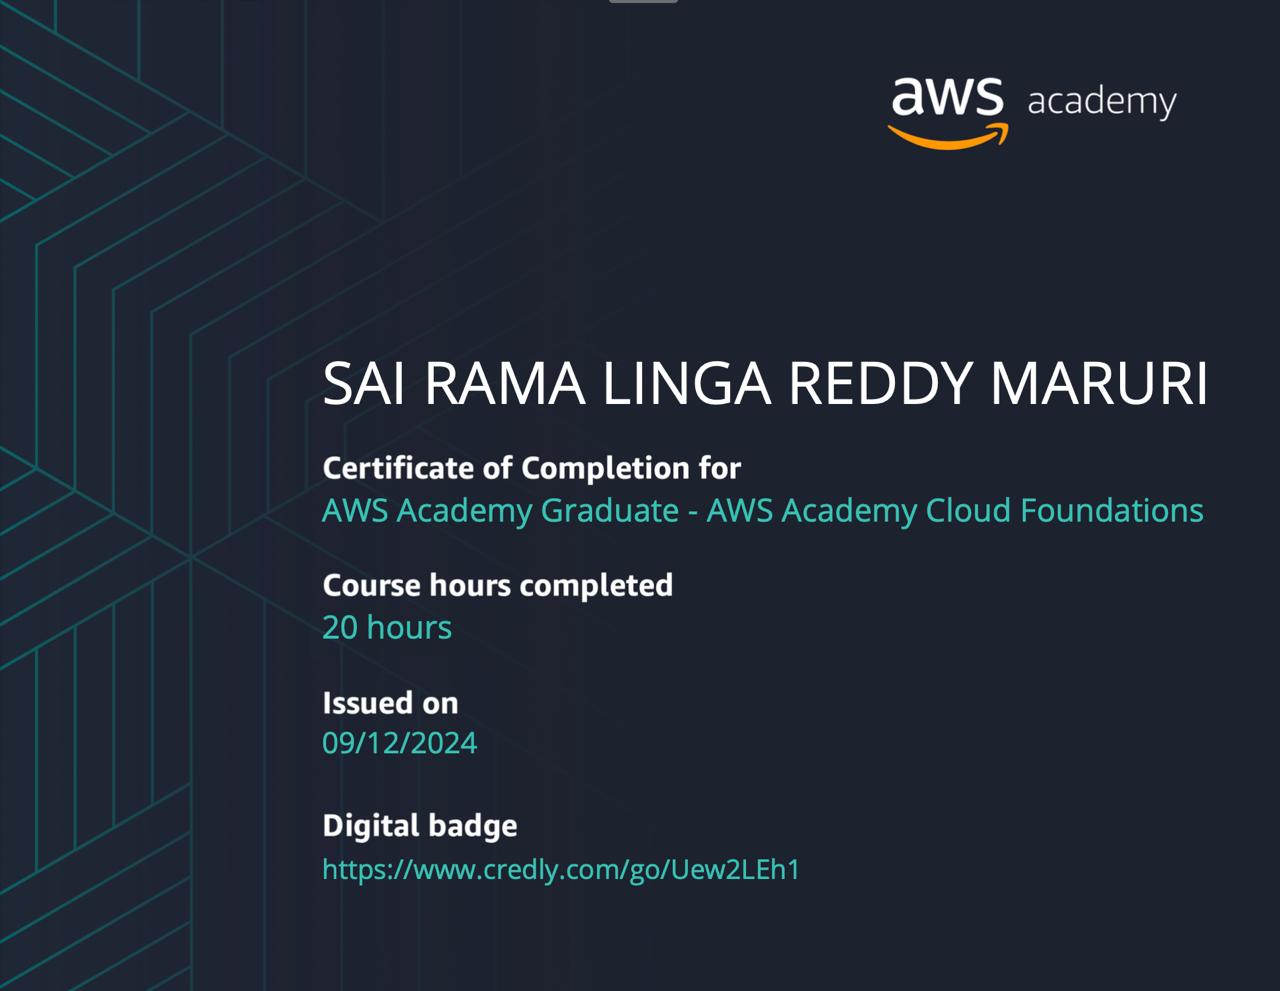 aws academy
SAI RAMA LINGA REDDY MARURI
Certificate of Completion for
AWS Academy Graduate - AWS Academy Cloud Foundations
Course hours completed
20 hours
Issued on
09/12/2024
Digital badge
https://www.credly.com/go/Uew2LEh1